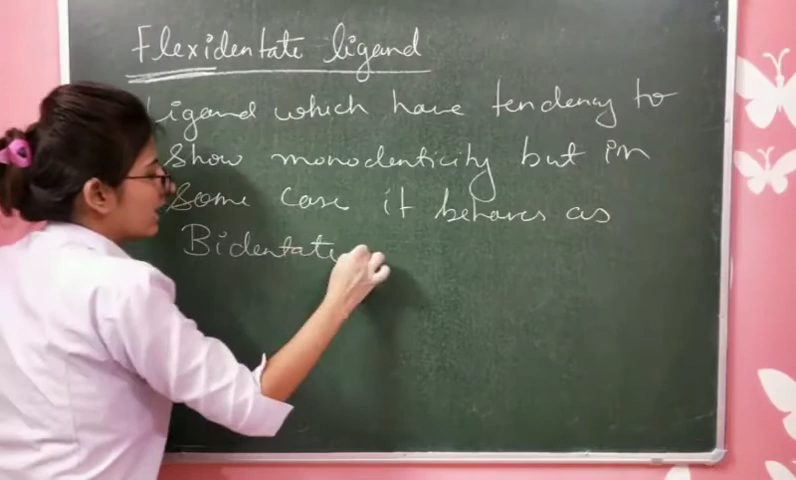 Flexidentate ligand
Ligand which have tendency to
show monodenticity but in
some case it behaves as
Bidentate